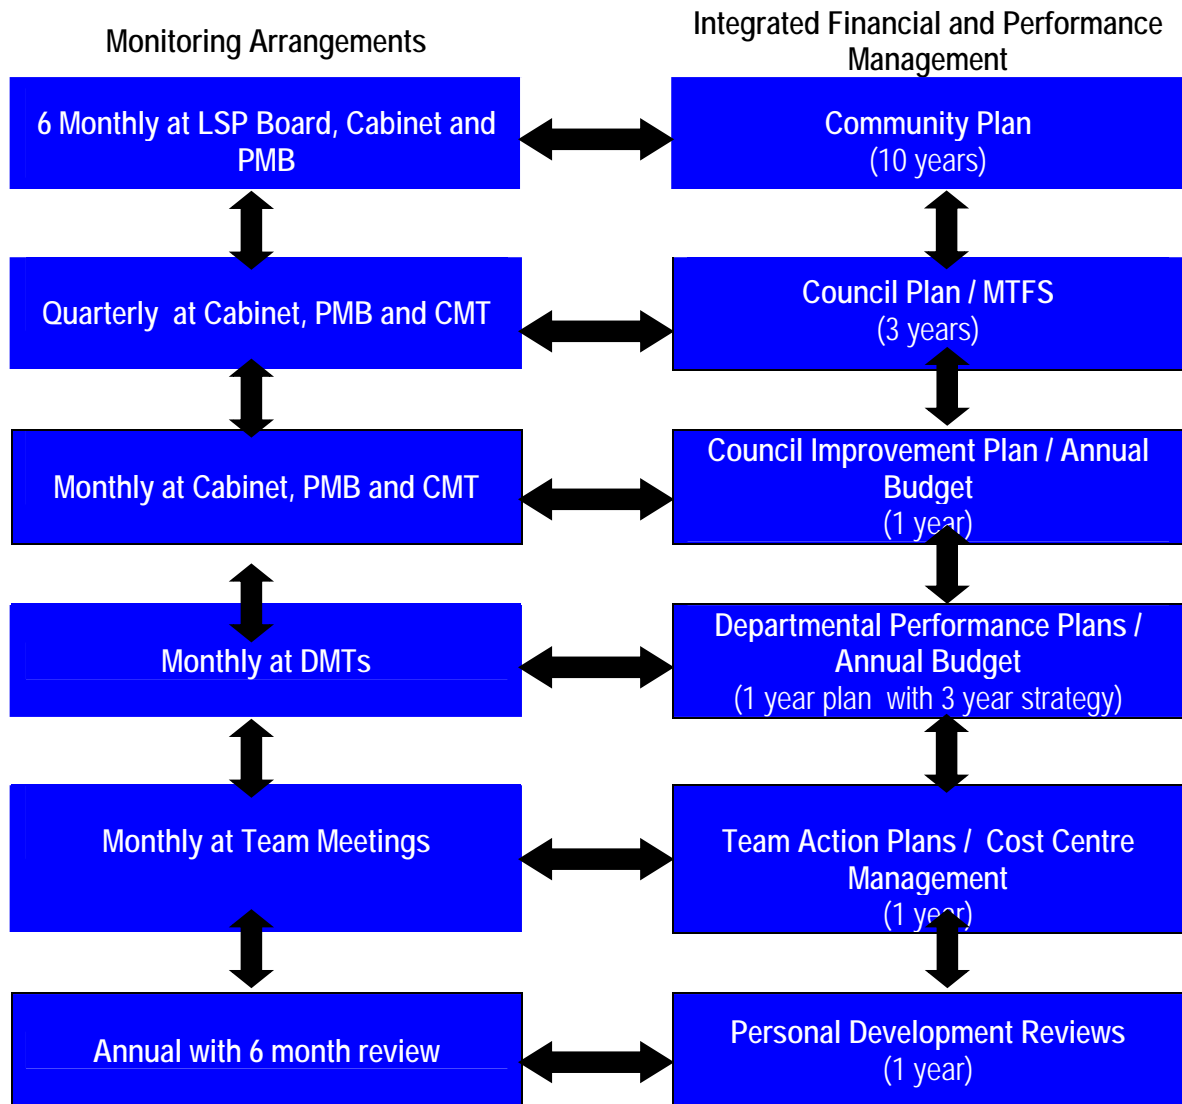 Monitoring Arrangements
Integrated Financial and Performance
Management
6 Monthly at LSP Board, Cabinet and
PMB
Community Plan
(10 years)
Quarterly at Cabinet, PMB and CMT
Council Plan / MTFS
(3 years)
Monthly at Cabinet, PMB and CMT
Council Improvement Plan / Annual
Budget
(1 year)
Monthly at DMTs
Departmental Performance Plans /
Annual Budget
(1 year plan with 3 year strategy)
Monthly at Team Meetings
Team Action Plans / Cost Centre
Management
(1 year)
Annual with 6 month review
Personal Development Reviews
(1 year)